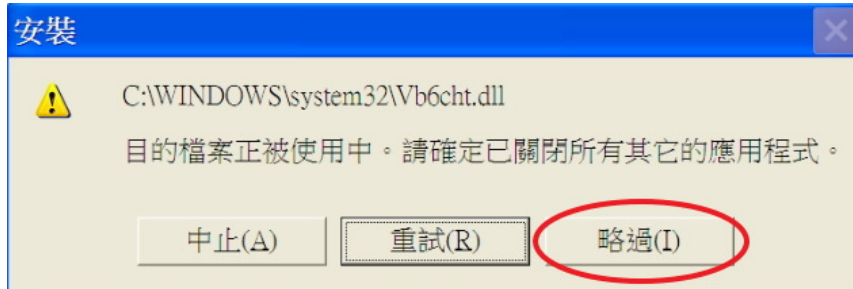 安裝
C:\WINDOWS\system32\Vb6cht.dll
目的檔案正被使用中。請確定已關閉所有其它的應用程式。
中止(A) 重試(R) 略過(I)